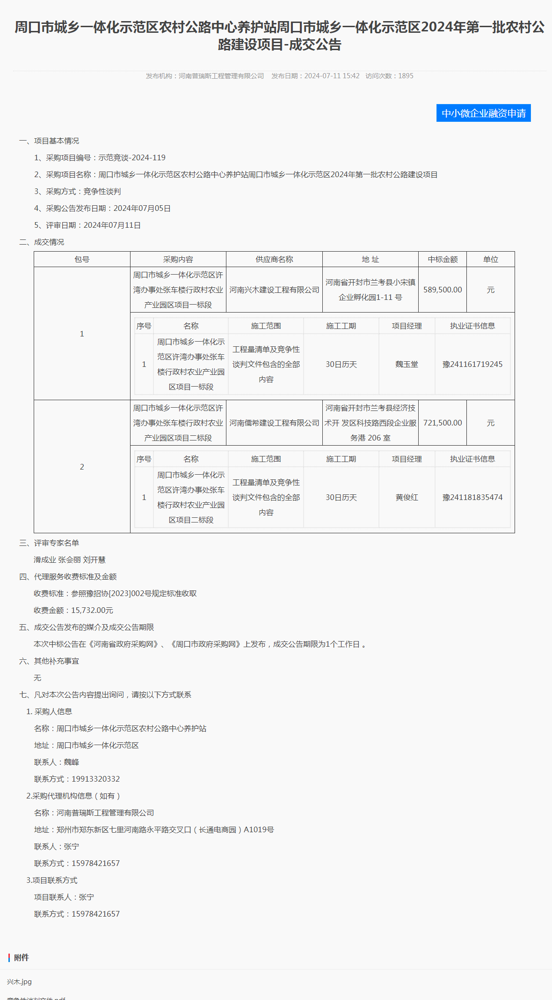 周口市城乡一体化示范区农村公路中心养护站周口市城乡一体化示范区2024年第一批农村公
路建设项目-成交公告
发布机构：河南普瑞斯工程管理有限公司 发布日期：2024-07-11 15:42 访问次数：1895
中小微企业融资申请
一、项目基本情况
1、采购项目编号：示范竞谈-2024-119
2、采购项目名称：周口市城乡一体化示范区农村公路中心养护站周口市城乡一体化示范区2024年第一批农村公路建设项目
3、采购方式：竞争性谈判
4、采购公告发布日期：2024年07月05日
5、评审日期：2024年07月11日
二、成交情况
包号 采购内容 供应商名称 地 址 中标金额 单位
1
周口市城乡一体化示范区许
湾办事处张车楼行政村农业
产业园区项目一标段
河南兴木建设工程有限公司
河南省开封市兰考县小宋镇
企业孵化园1-11 号
589,500.00
元
序号 名称 施工范围 施工工期 项目经理 执业证书信息
1
周口市城乡一体化示
范区许湾办事处张车
楼行政村农业产业园
区项目一标段
工程量清单及竞争性
谈判文件包含的全部
内容
30日历天
魏玉堂
豫241161719245
2
周口市城乡一体化示范区许
湾办事处张车楼行政村农业
产业园区项目二标段
河南儒希建设工程有限公司
河南省开封市兰考县经济技
术开 发区科技路西段企业服
务港 206 室
721,500.00
元
序号 名称 施工范围 施工工期 项目经理 执业证书信息
1
周口市城乡一体化示
范区许湾办事处张车
楼行政村农业产业园
区项目二标段
工程量清单及竞争性
谈判文件包含的全部
内容
30日历天
黄俊红
豫241181835474
三、评审专家名单
滑成业 张会丽 刘开慧
四、代理服务收费标准及金额
收费标准：参照豫招协[2023]002号规定标准收取
收费金额：15,732.00元
五、成交公告发布的媒介及成交公告期限
本次中标公告在《河南省政府采购网》、《周口市政府采购网》上发布，成交公告期限为1个工作日 。
六、其他补充事宜
无
七、凡对本次公告内容提出询问，请按以下方式联系
1. 采购人信息
名称：周口市城乡一体化示范区农村公路中心养护站
地址：周口市城乡一体化示范区
联系人：魏峰
联系方式：19913320332
2.采购代理机构信息（如有）
名称：河南普瑞斯工程管理有限公司
地址：郑州市郑东新区七里河南路永平路交叉口（长通电商园）A1019号
联系人：张宁
联系方式：15978421657
3.项目联系方式
项目联系人：张宁
联系方式：15978421657
附件
兴木.jpg
竞争性谈判文件.pdf